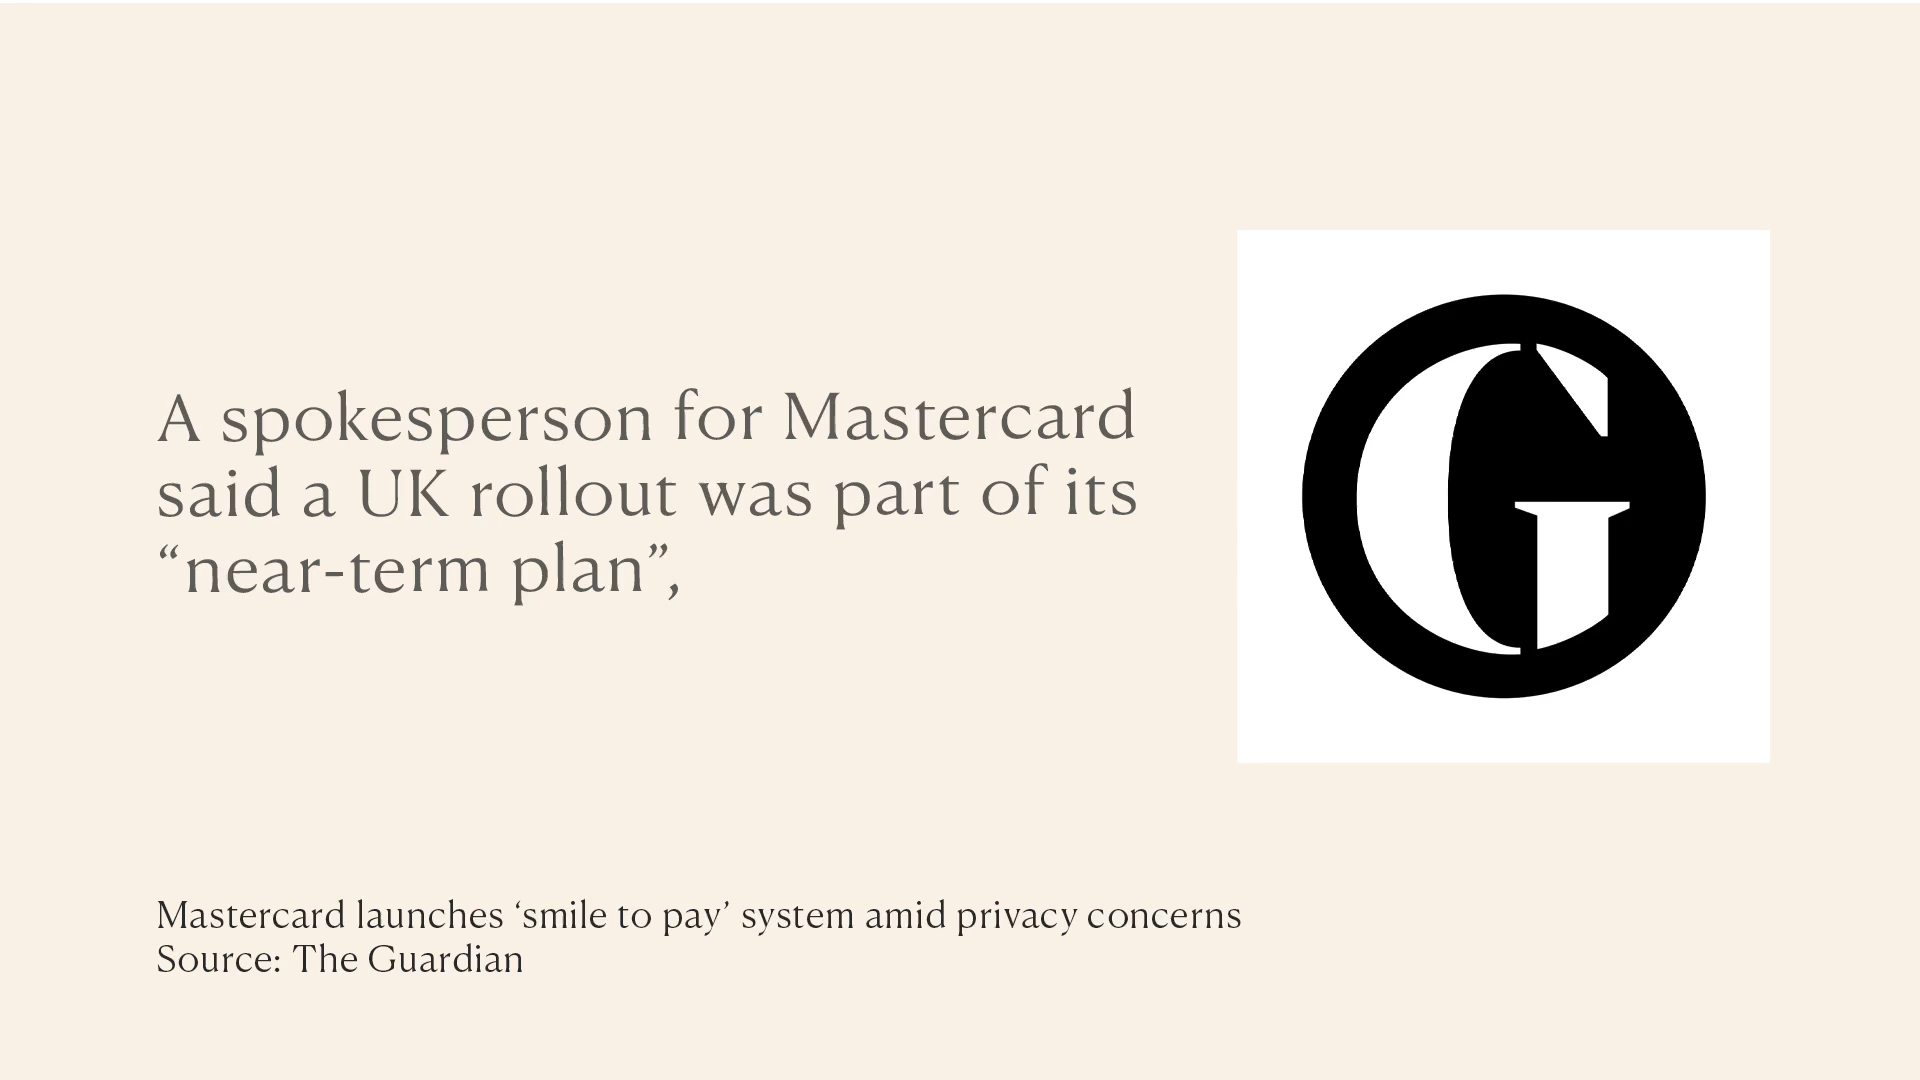 A spokesperson for Mastercard
said a UK rollout was part of its
“near-term plan”,
G
Mastercard launches ‘smile to pay’ system amid privacy concerns
Source: The Guardian